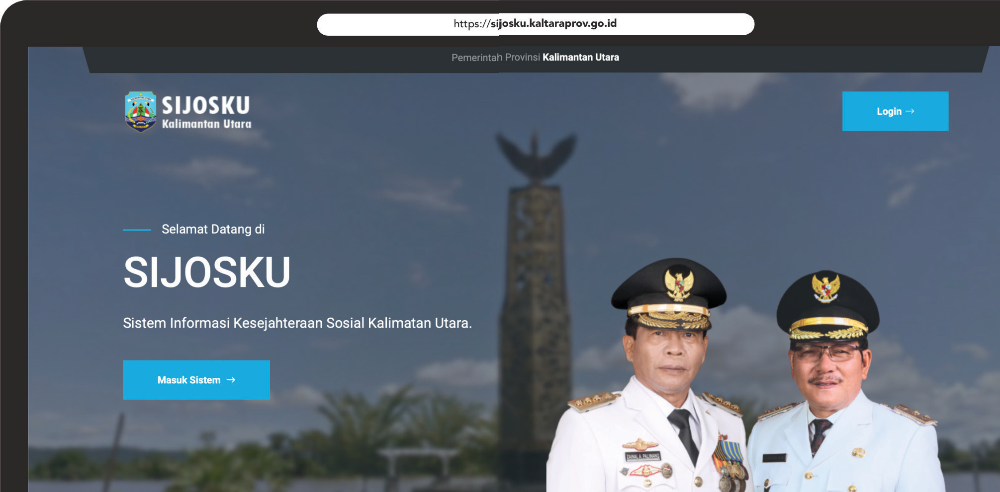 https://sijosku.kaltaraprov.go.id
Pemerintah Provinsi Kalimantan Utara
SIJOSKU
Kalimantan Utara
Login →
Selamat Datang di
SIJOSKU
Sistem Informasi Kesejahteraan Sosial Kalimatan Utara.
Masuk Sistem →
ZAINAL A. PALIWANG